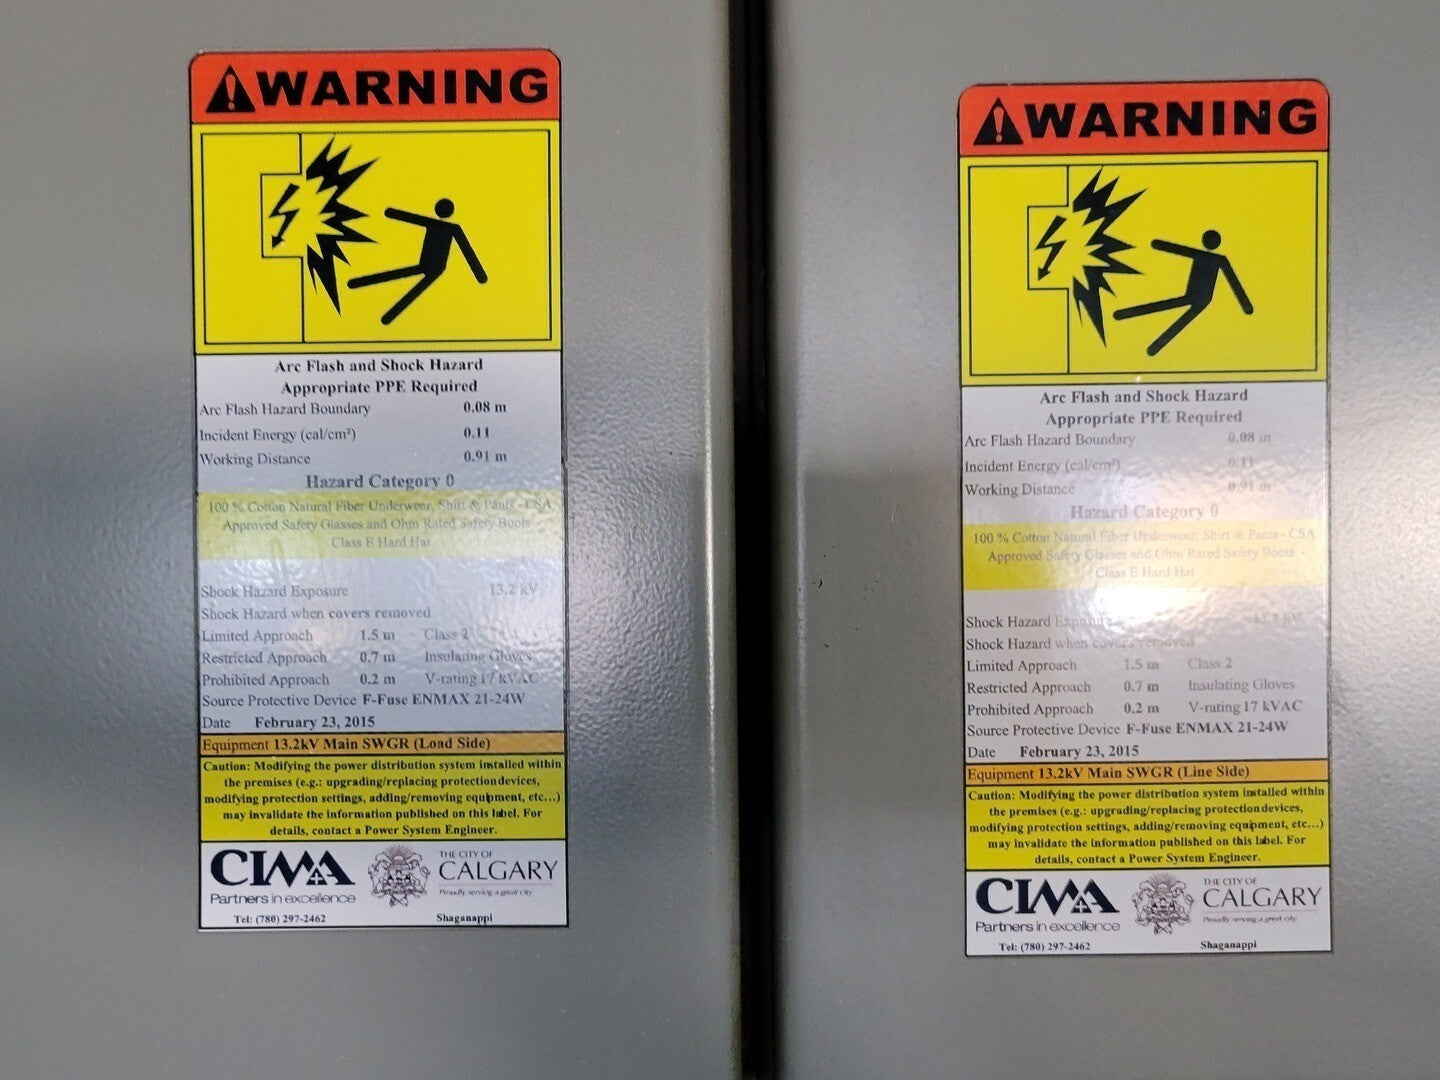 WARNING
Arc Flash and Shock Hazard
Appropriate PPE Required
Arc Flash Hazard Boundary 0.08 m
Incident Energy (cal/cm²) 0.11
Working Distance 0.91 m
Hazard Category 0
100 % Cotton Natural Fiber Underwear, Shirt & Pants - CSA
Approved Safety Glasses and Ohm Rated Safety Boots -
Class E Hard Hat
Shock Hazard Exposure 13.2 kV
Shock Hazard when covers removed
Limited Approach 1.5 m Class 2
Restricted Approach 0.7 m Insulating Gloves
Prohibited Approach 0.2 m V-rating 17 kVAC
Source Protective Device F-Fuse ENMAX 21-24W
Date February 23, 2015
Equipment 13.2kV Main SWGR (Load Side)
Caution: Modifying the power distribution system installed within
the premises (e.g.: upgrading/replacing protection devices,
modifying protection settings, adding/removing equipment, etc...)
may invalidate the information published on this label. For
details, contact a Power System Engineer.
CIMA+
Partners in excellence
Tel: (780) 297-2462
THE CITY OF
CALGARY
Proudly serving a great city
Shaganappi
WARNING
Arc Flash and Shock Hazard
Appropriate PPE Required
Arc Flash Hazard Boundary 0.08 m
Incident Energy (cal/cm²) 0.11
Working Distance 0.91 m
Hazard Category 0
100 % Cotton Natural Fiber Underwear, Shirt & Pants - CSA
Approved Safety Glasses and Ohm Rated Safety Boots -
Class E Hard Hat
Shock Hazard Exposure 13.2 kV
Shock Hazard when covers removed
Limited Approach 1.5 m Class 2
Restricted Approach 0.7 m Insulating Gloves
Prohibited Approach 0.2 m V-rating 17 kVAC
Source Protective Device F-Fuse ENMAX 21-24W
Date February 23, 2015
Equipment 13.2kV Main SWGR (Line Side)
Caution: Modifying the power distribution system installed within
the premises (e.g.: upgrading/replacing protection devices,
modifying protection settings, adding/removing equipment, etc...)
may invalidate the information published on this label. For
details, contact a Power System Engineer.
CIMA+
Partners in excellence
Tel: (780) 297-2462
THE CITY OF
CALGARY
Proudly serving a great city
Shaganappi